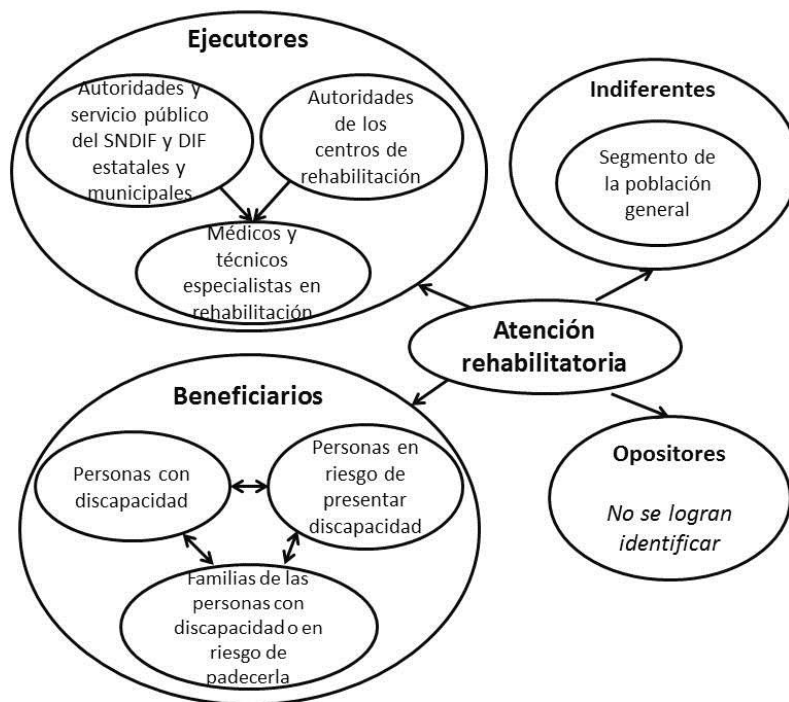 Ejecutores
Autoridades y
servicio público
del SNDIF y DIF
estatales y
municipales
Autoridades
de los
centros de
rehabilitación
Médicos y
técnicos
especialistas en
rehabilitación
Indiferentes
Segmento de
la población
general
Atención
rehabilitatoria
Beneficiarios
Personas con
discapacidad
Personas en
riesgo de
presentar
discapacidad
Familias de las
personas con
discapacidad o en
riesgo de
padecerla
Opositores
No se logran
identificar